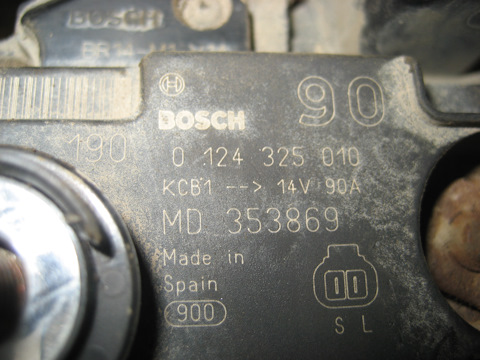 BOSCH
90
BOSCH
190
0 124 325 010
KCB1 --> 14V 90A
MD 353869
Made in
Spain
900
S L